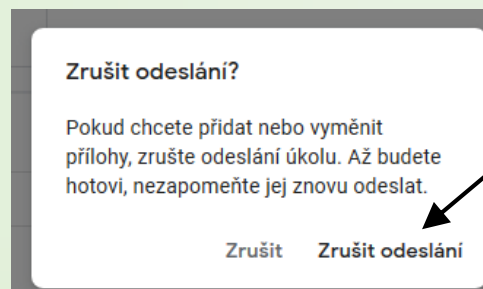 Zrušit odeslání?
Pokud chcete přidat nebo vyměnit
přílohy, zrušte odeslání úkolu. Až budete
hotovi, nezapomeňte jej znovu odeslat.
Zrušit Zrušit odeslání